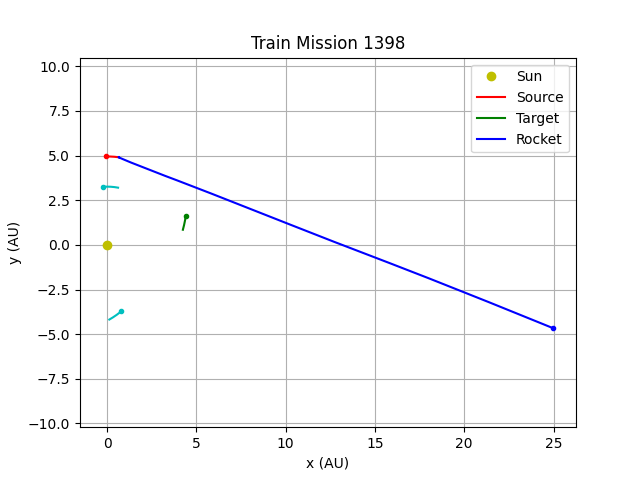 Train Mission 1398
Sun
Source
Target
Rocket
10.0
7.5
5.0
2.5
0.0
−2.5
−5.0
−7.5
−10.0
y (AU)
0 5 10 15 20 25
x (AU)